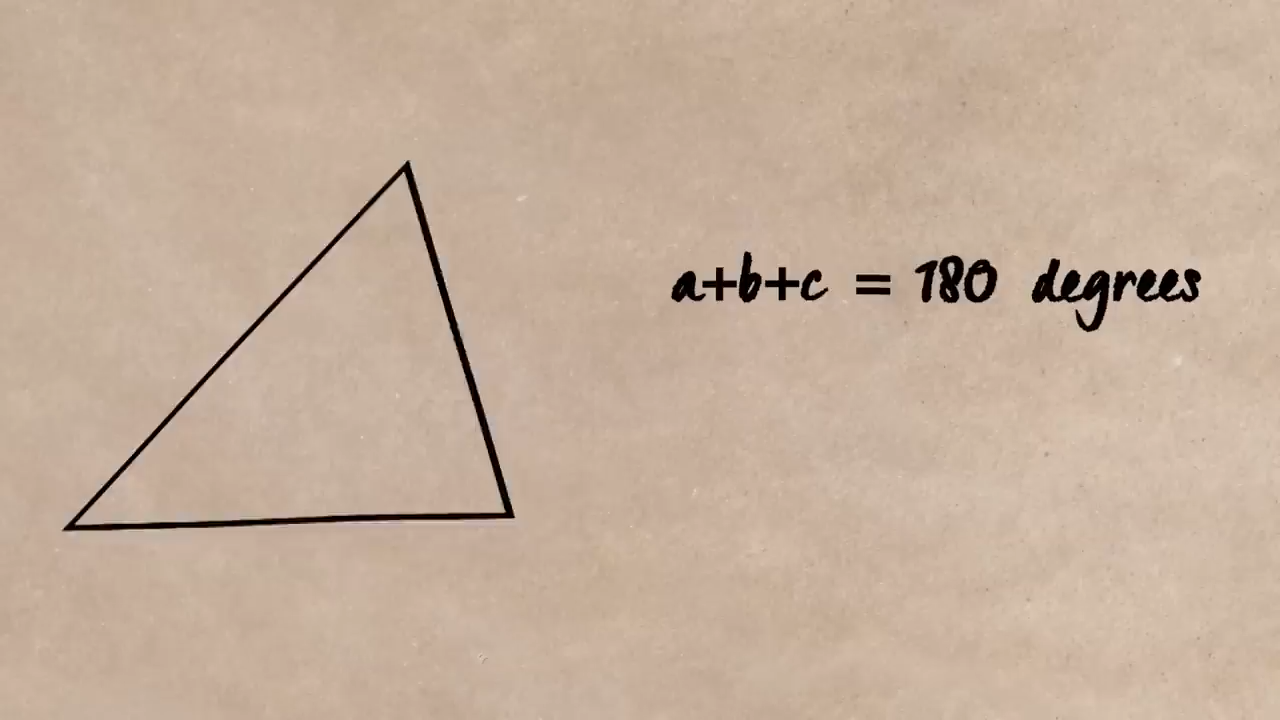 a+b+c = 180 degrees